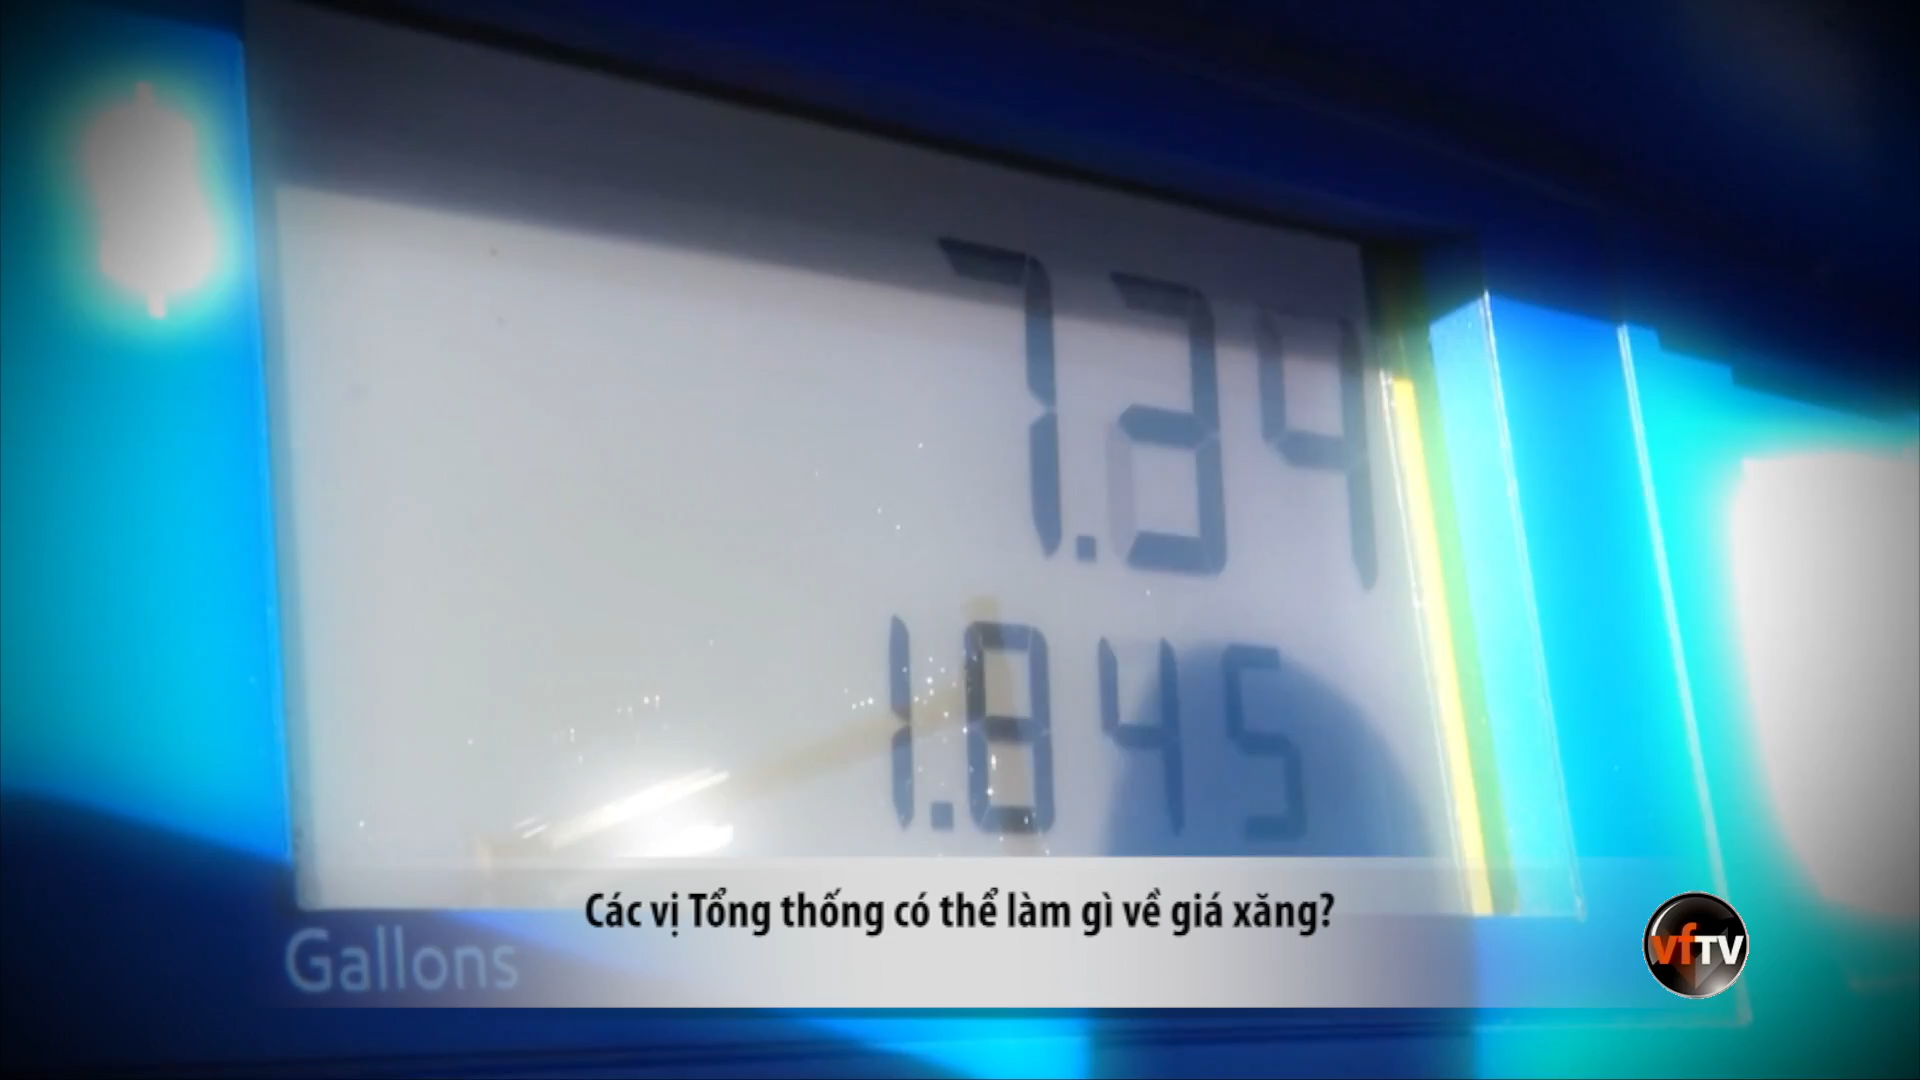 7.34
1.845
Các vị Tổng thống có thể làm gì về giá xăng?
Gallons
vfTV